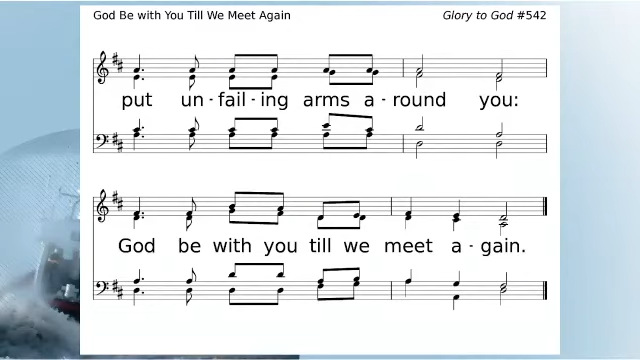 God Be with You Till We Meet Again
Glory to God #542
put un - fail - ing arms a - round you:
God be with you till we meet a - gain.